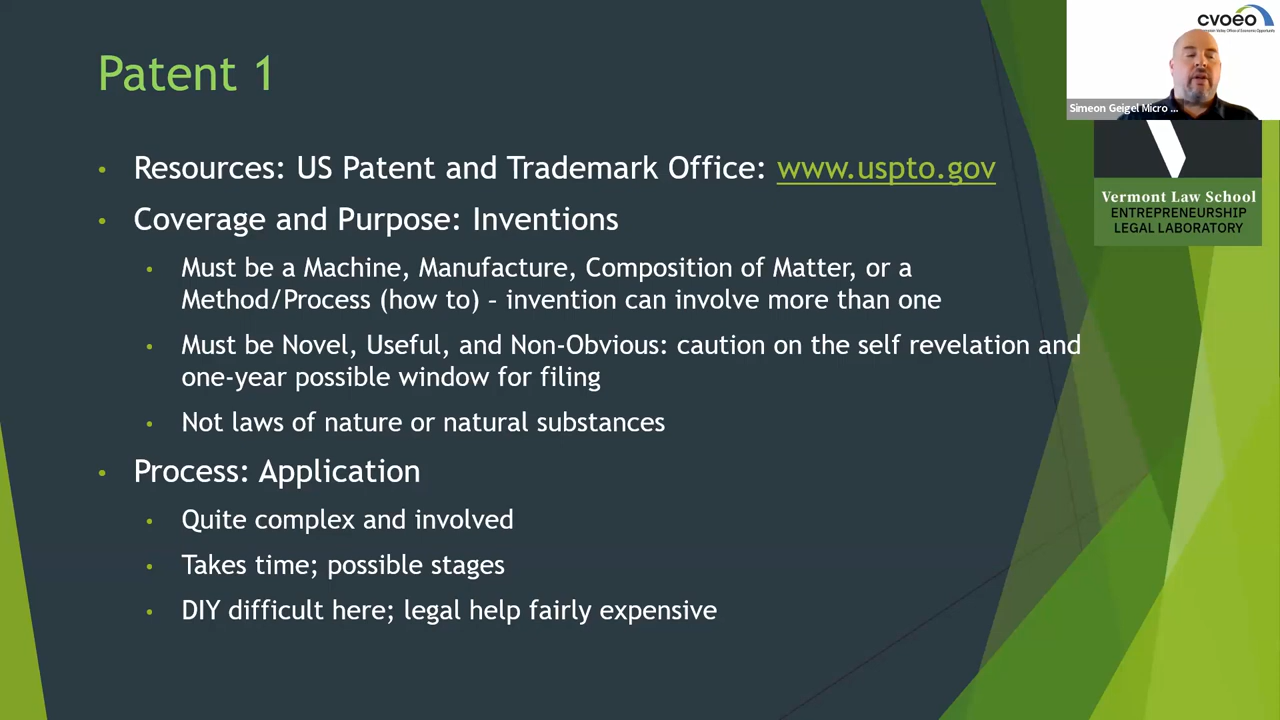 Patent 1
cvoeo
Simeon Geigel Micro ...
Resources: US Patent and Trademark Office: www.uspto.gov
Vermont Law School
ENTREPRENEURSHIP
LEGAL LABORATORY
Coverage and Purpose: Inventions
Must be a Machine, Manufacture, Composition of Matter, or a
Method/Process (how to) – invention can involve more than one
Must be Novel, Useful, and Non-Obvious: caution on the self revelation and
one-year possible window for filing
Not laws of nature or natural substances
Process: Application
Quite complex and involved
Takes time; possible stages
DIY difficult here; legal help fairly expensive